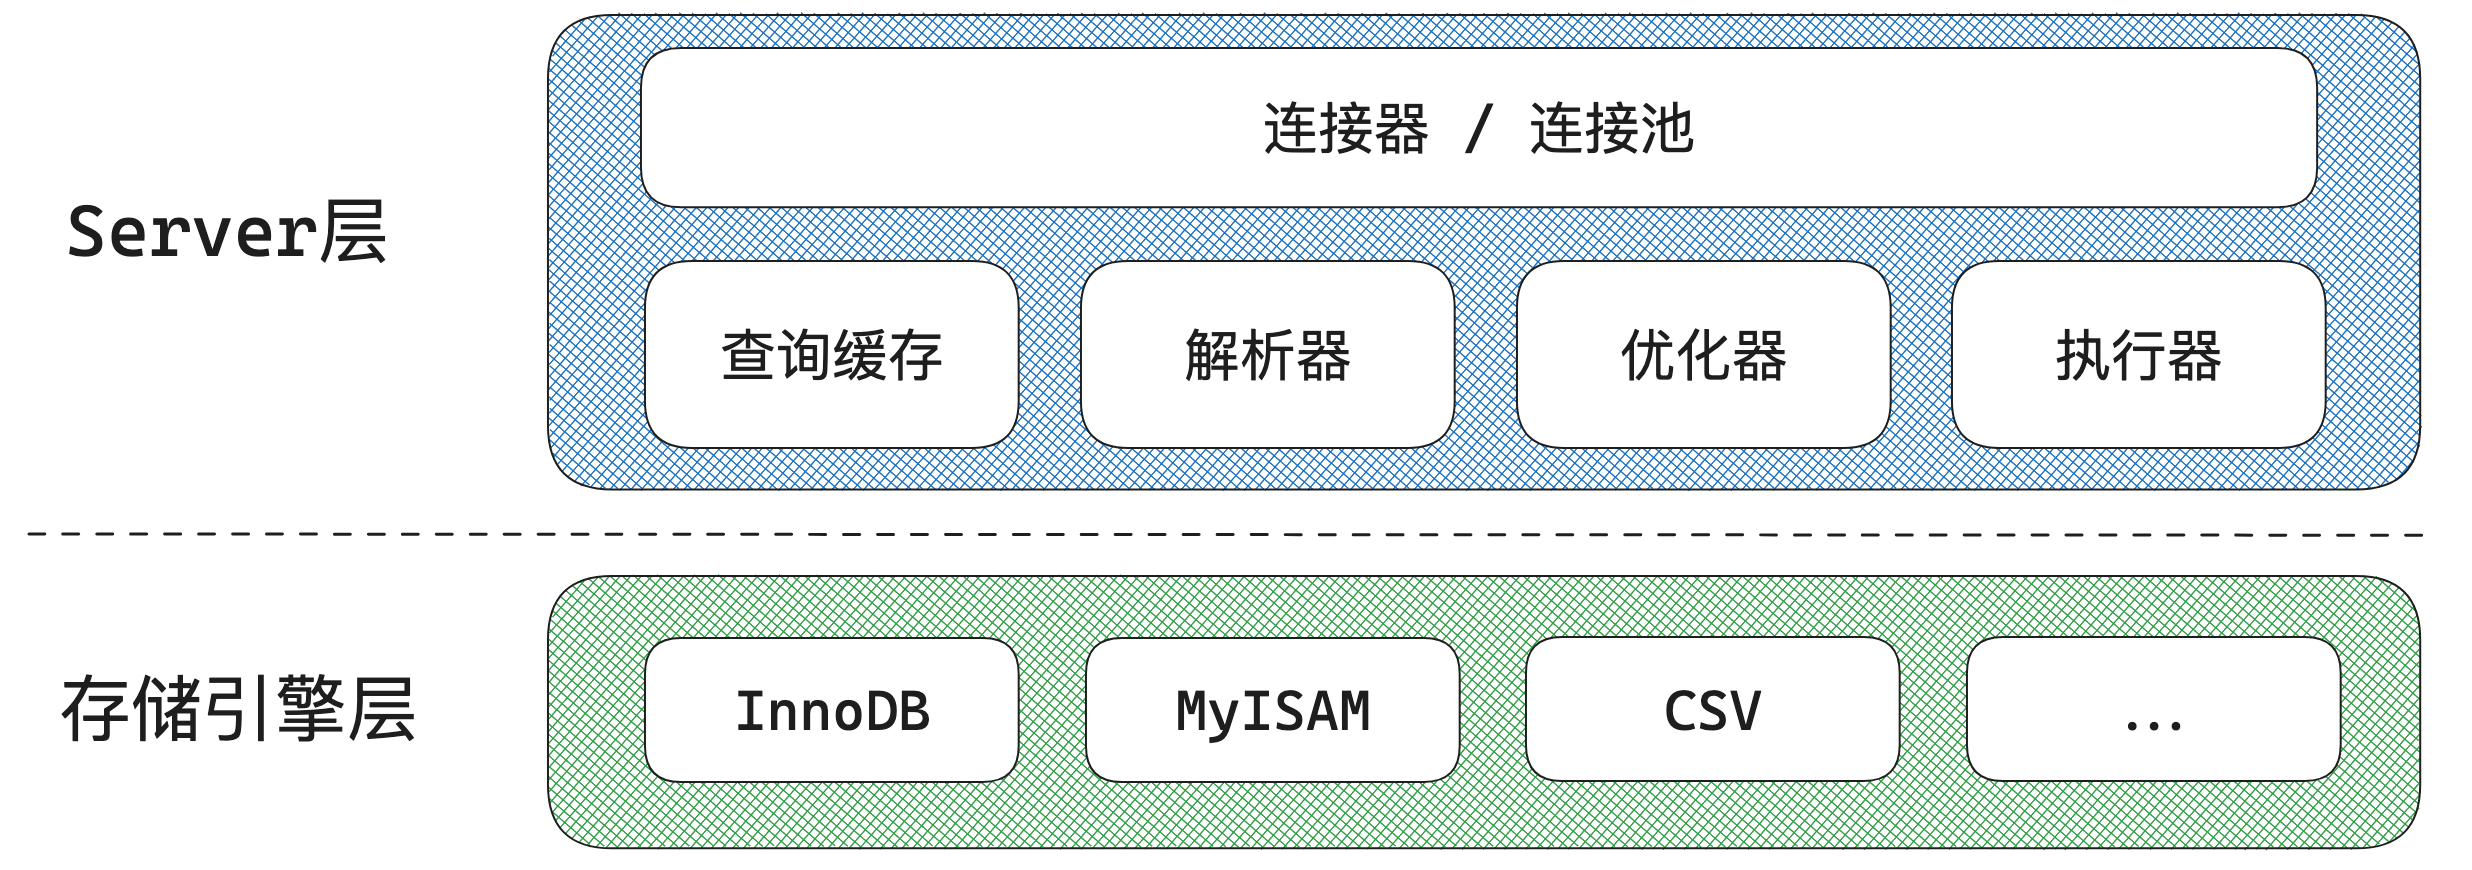 连接器 / 连接池
Server层
查询缓存
解析器
优化器
执行器
存储引擎层
InnoDB
MyISAM
CSV
...